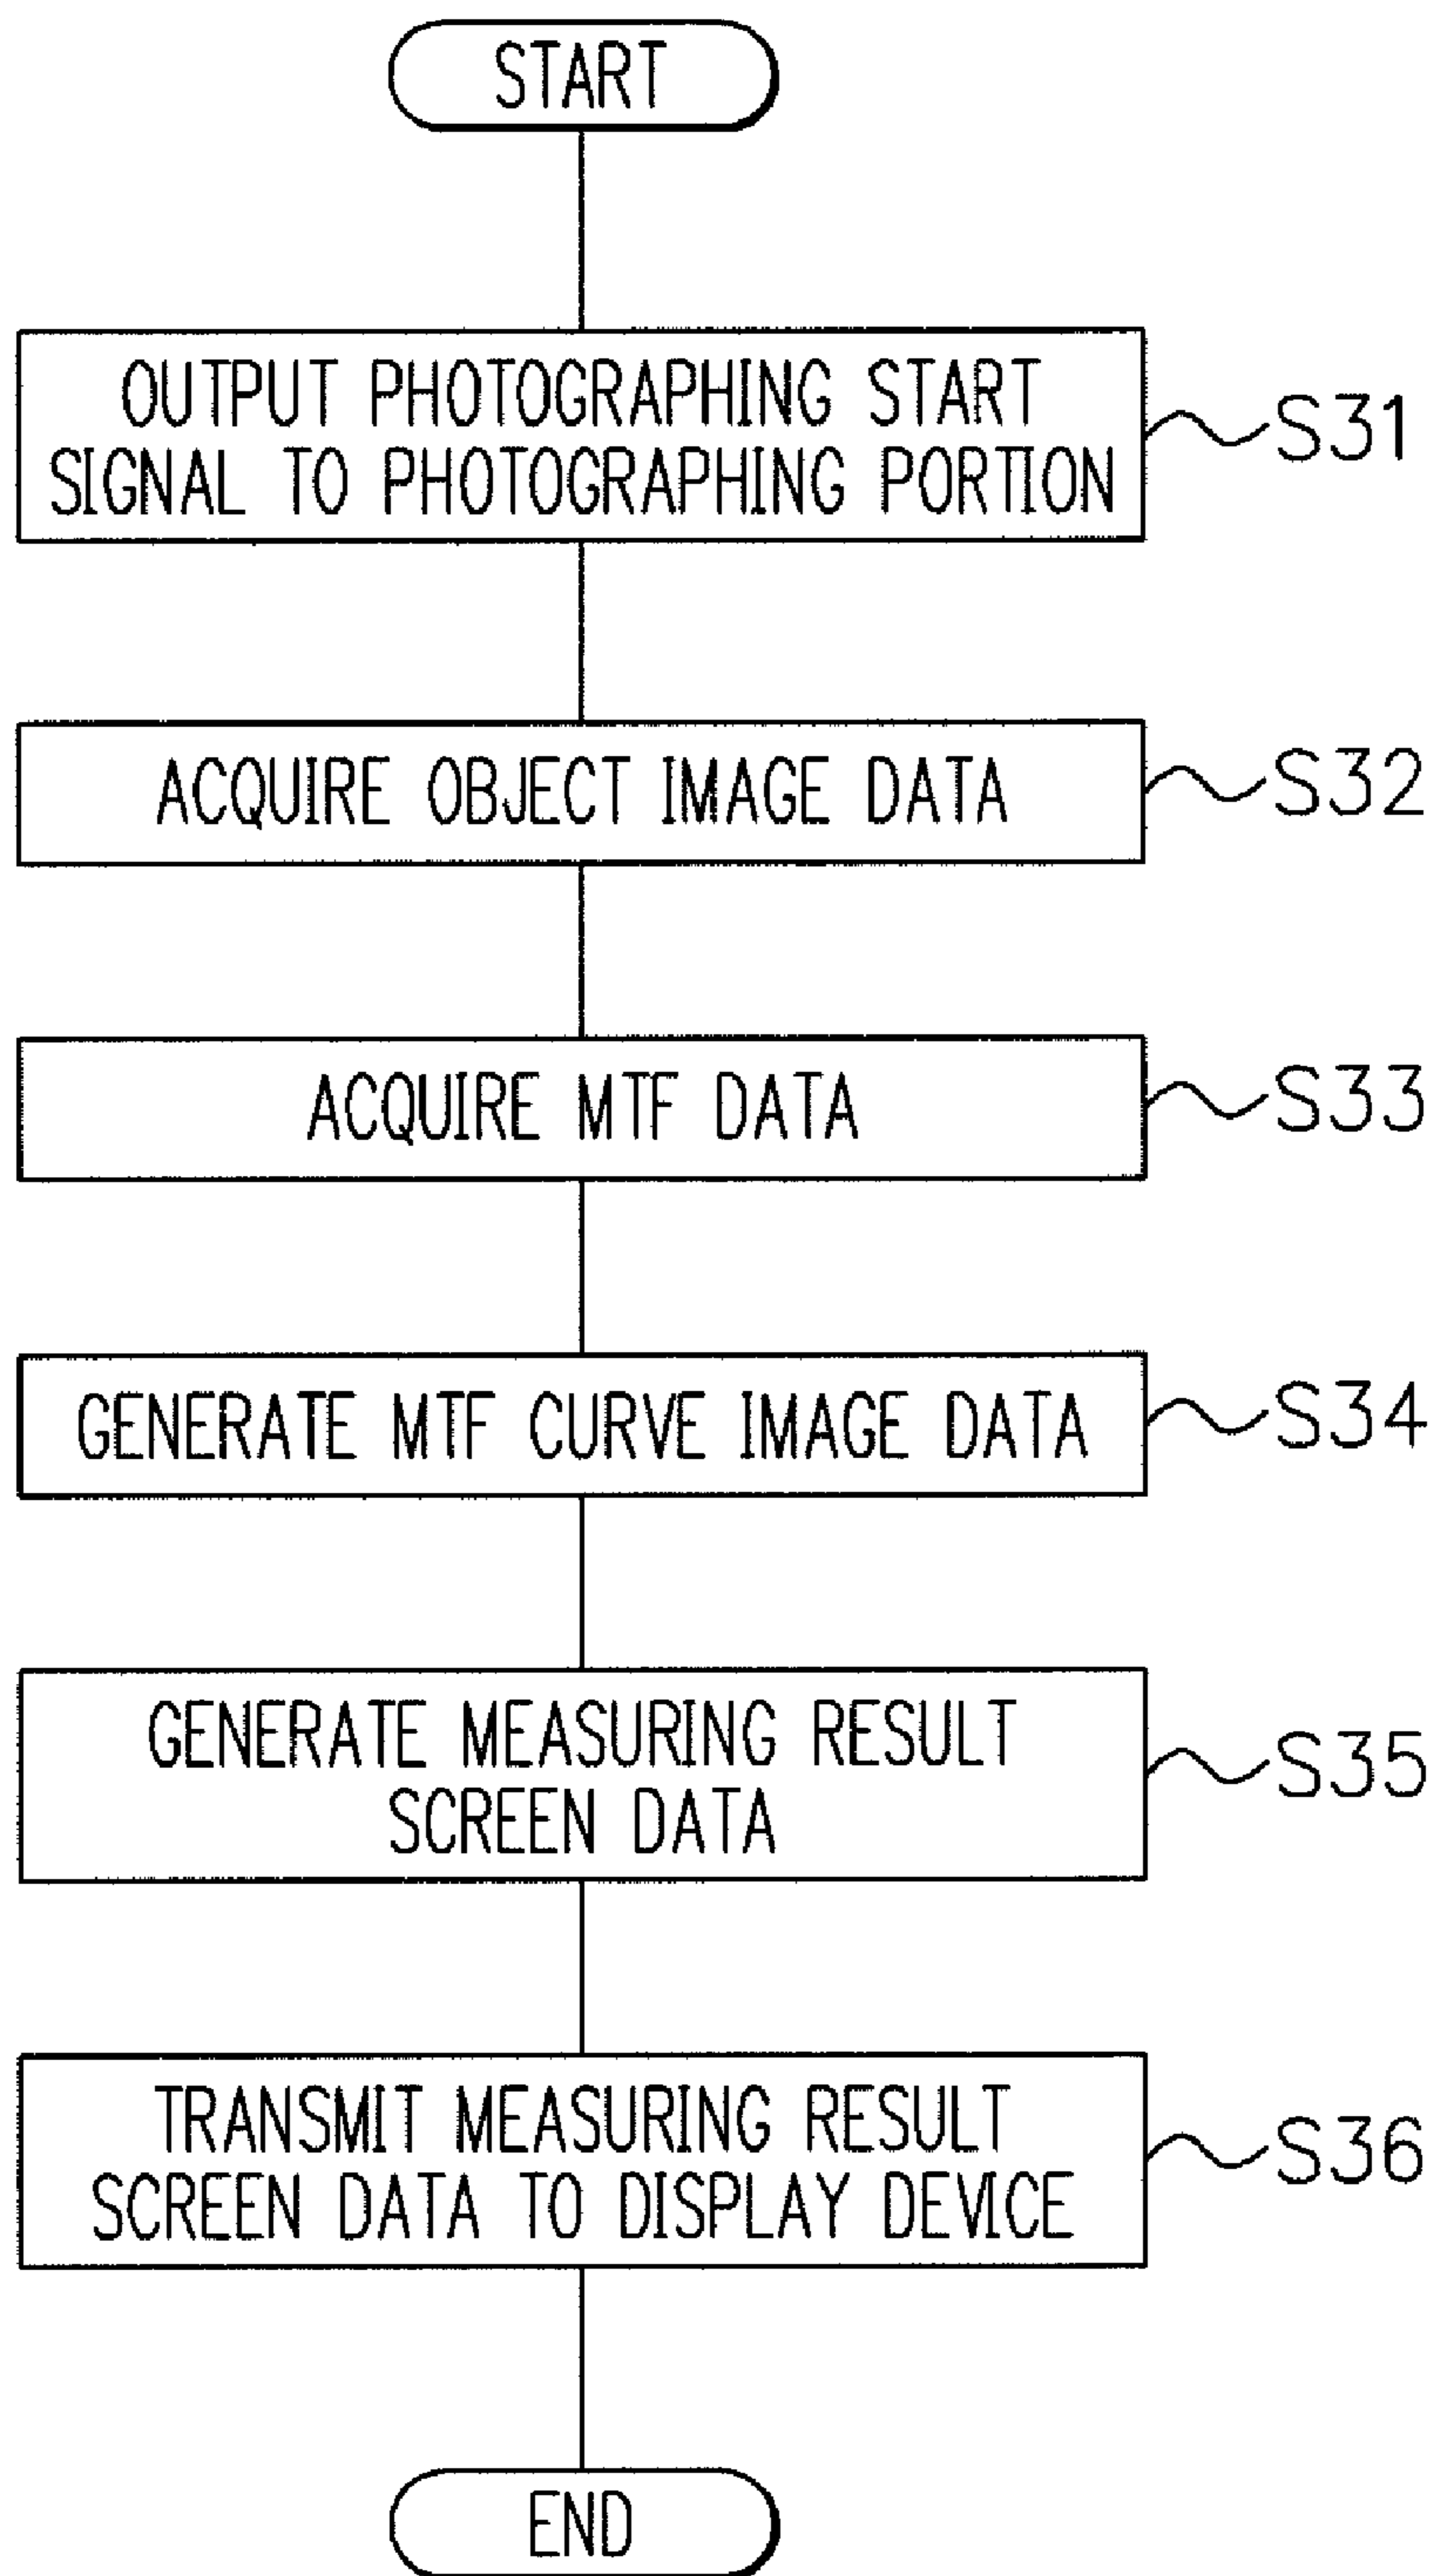 START
OUTPUT PHOTOGRAPHING START
SIGNAL TO PHOTOGRAPHING PORTION
S31
ACQUIRE OBJECT IMAGE DATA
S32
ACQUIRE MTF DATA
S33
GENERATE MTF CURVE IMAGE DATA
S34
GENERATE MEASURING RESULT
SCREEN DATA
S35
TRANSMIT MEASURING RESULT
SCREEN DATA TO DISPLAY DEVICE
S36
END